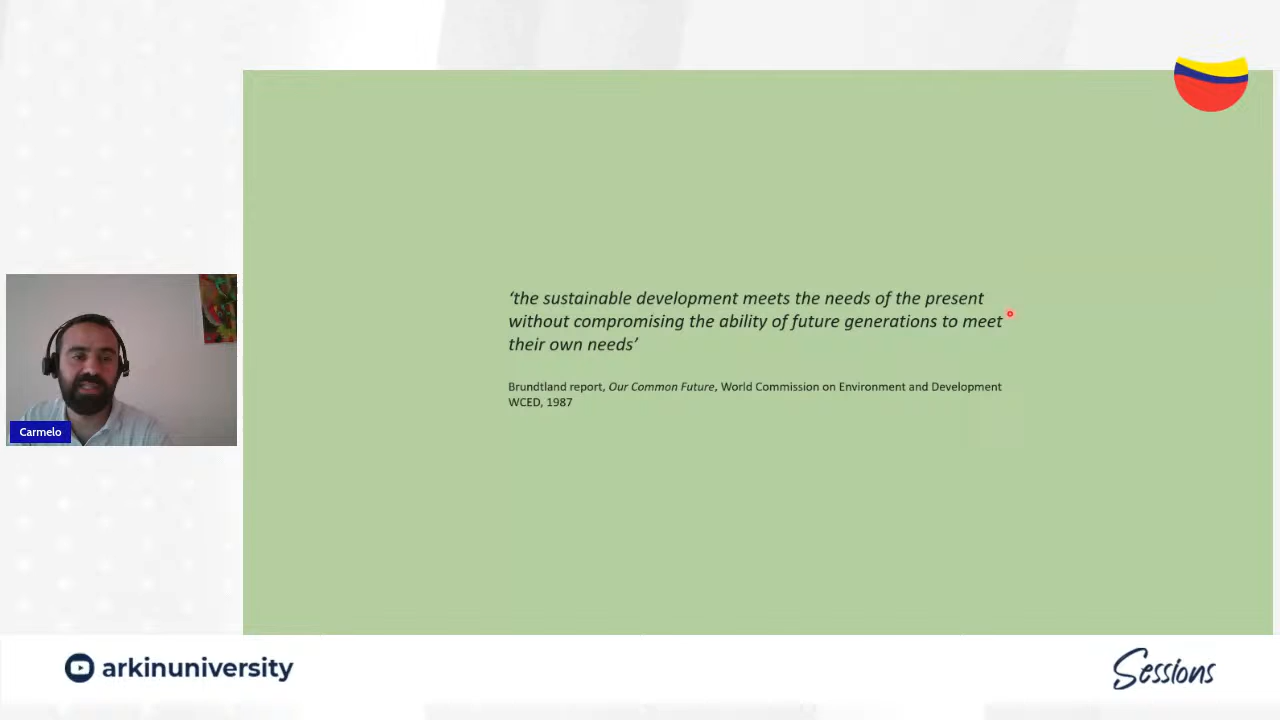 ‘the sustainable development meets the needs of the present
without compromising the ability of future generations to meet
their own needs’
Brundtland report, Our Common Future, World Commission on Environment and Development
WCED, 1987
Carmelo
arkinuniversity
Sessions